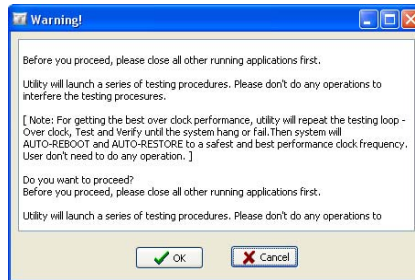 Warning!
Before you proceed, please close all other running applications first.
Utility will launch a series of testing procedures. Please don't do any operations to
interfere the testing procesures.
[ Note: For getting the best over clock performance, utility will repeat the testing loop -
Over clock, Test and Verify until the system hang or fail.Then system will
AUTO-REBOOT and AUTO-RESTORE to a safest and best performance clock frequency.
User don't need to do any operation. ]
Do you want to proceed?
Before you proceed, please close all other running applications first.
Utility will launch a series of testing procedures. Please don't do any operations to
OK
Cancel